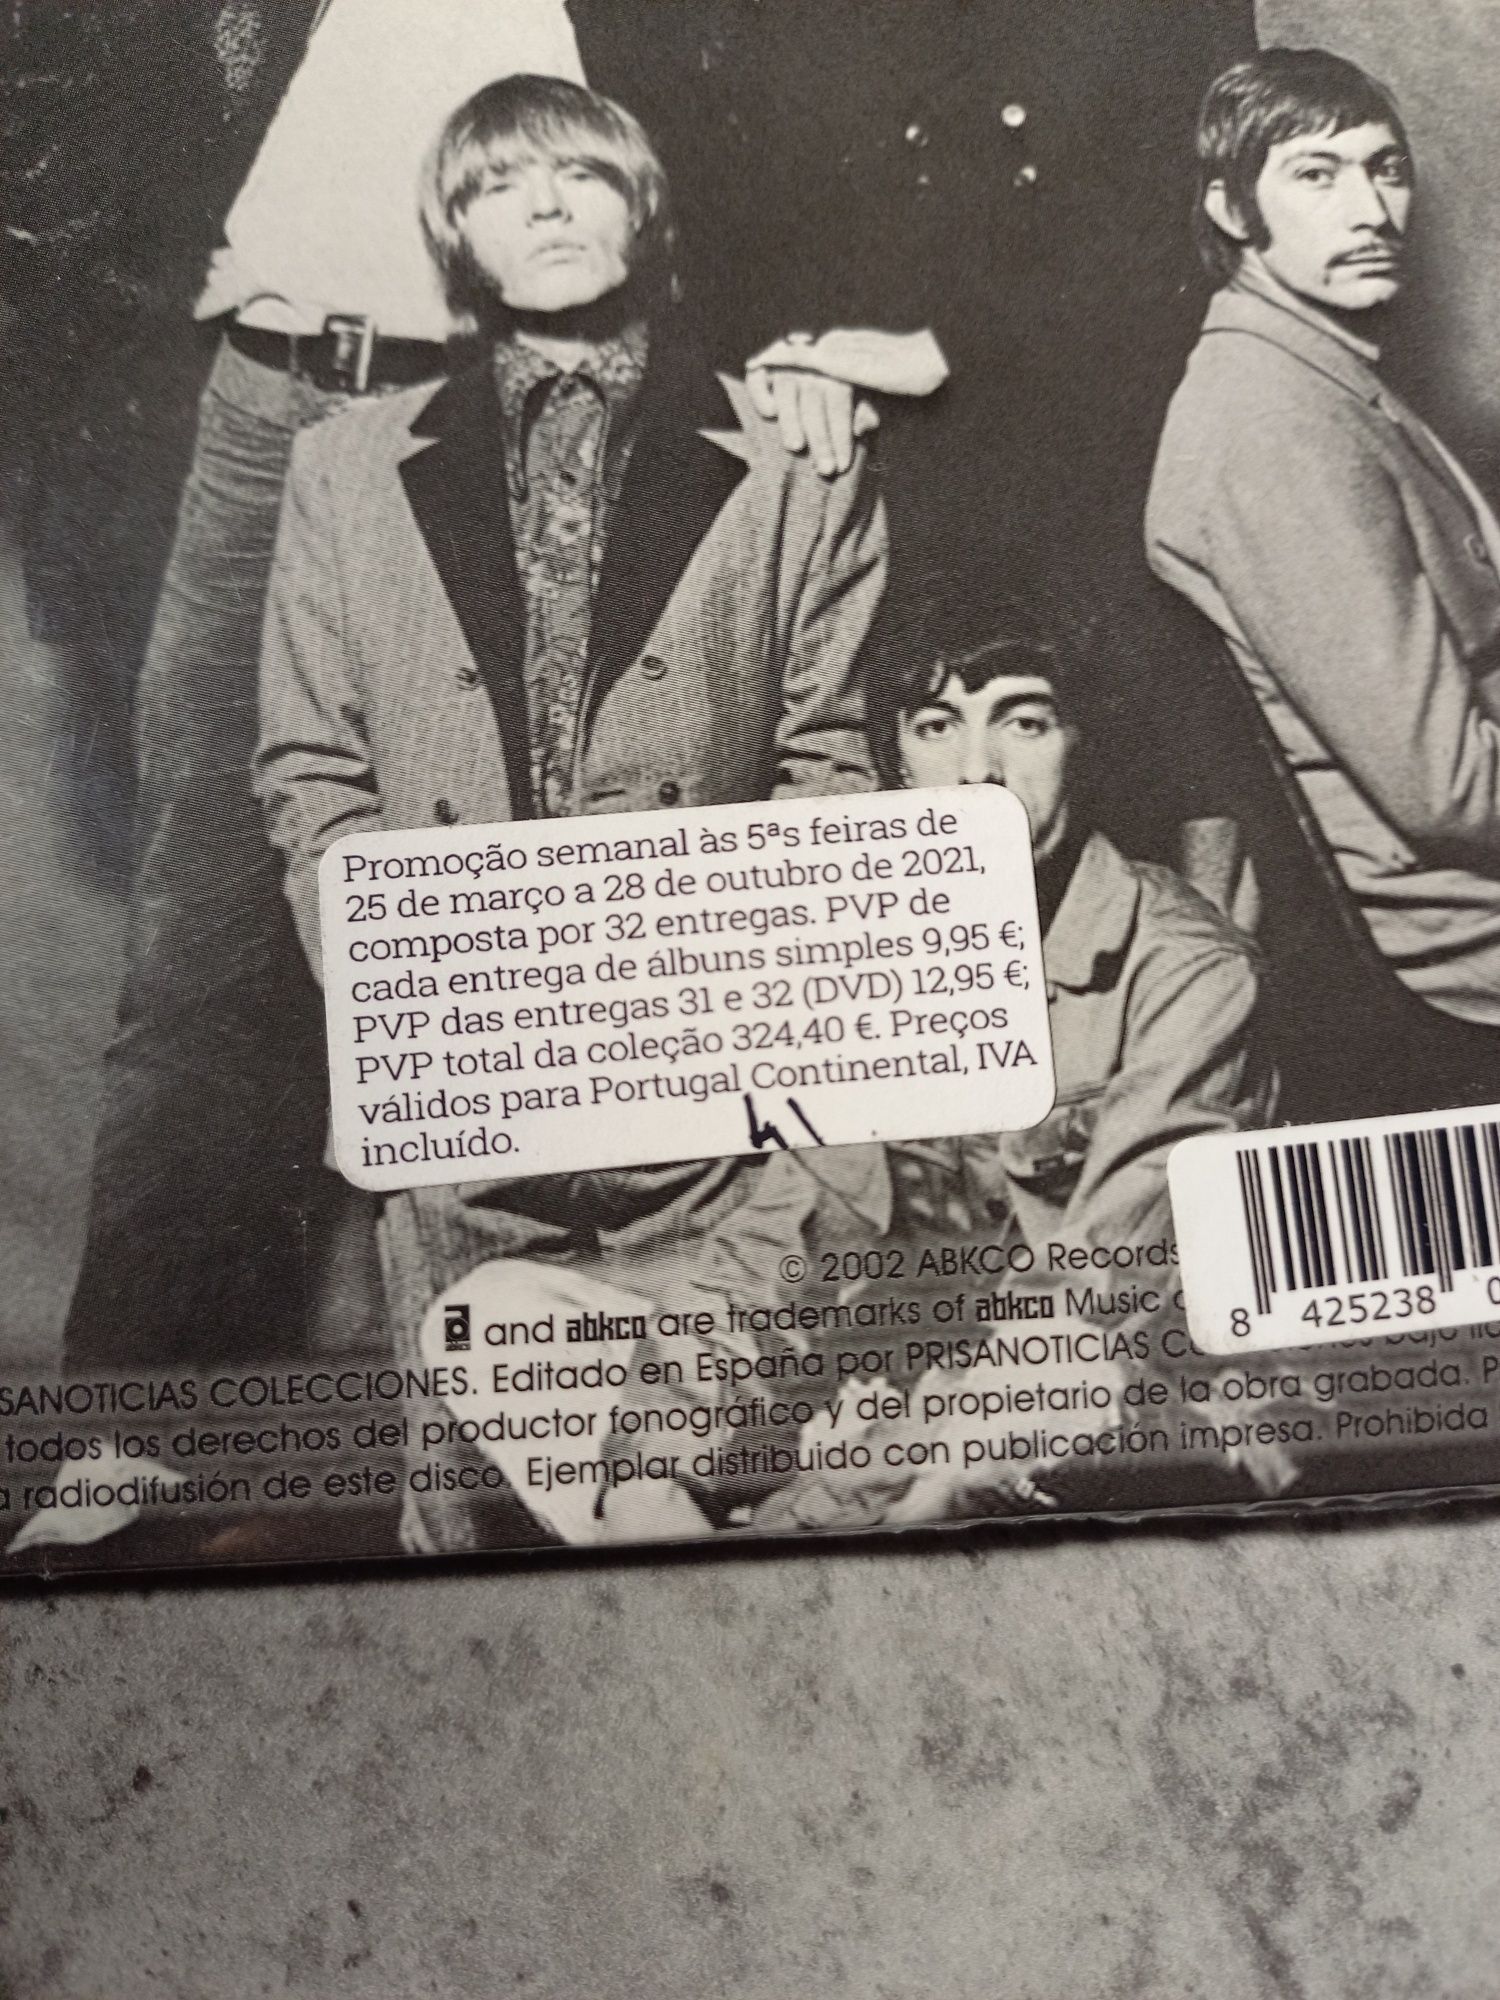 Promoção semanal às 5ªs feiras de
25 de março a 28 de outubro de 2021,
composta por 32 entregas. PVP de
cada entrega de álbuns simples 9,95 €;
PVP das entregas 31 e 32 (DVD) 12,95 €;
PVP total da coleção 324,40 €. Preços
válidos para Portugal Continental, IVA
incluído.
© 2002 ABKCO Records
and abkco are trademarks of abkco Music
8 425238 0
SANOTICIAS COLECCIONES. Editado en España por PRISANOTICIAS
todos los derechos del productor fonográfico y del propietario de la obra grabada. P
a radiodifusión de este disco. Ejemplar distribuido con publicación impresa. Prohibida